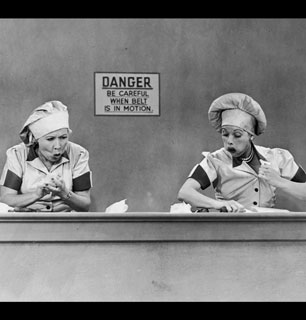 DANGER
BE CAREFUL
WHEN BELT
IS IN MOTION.